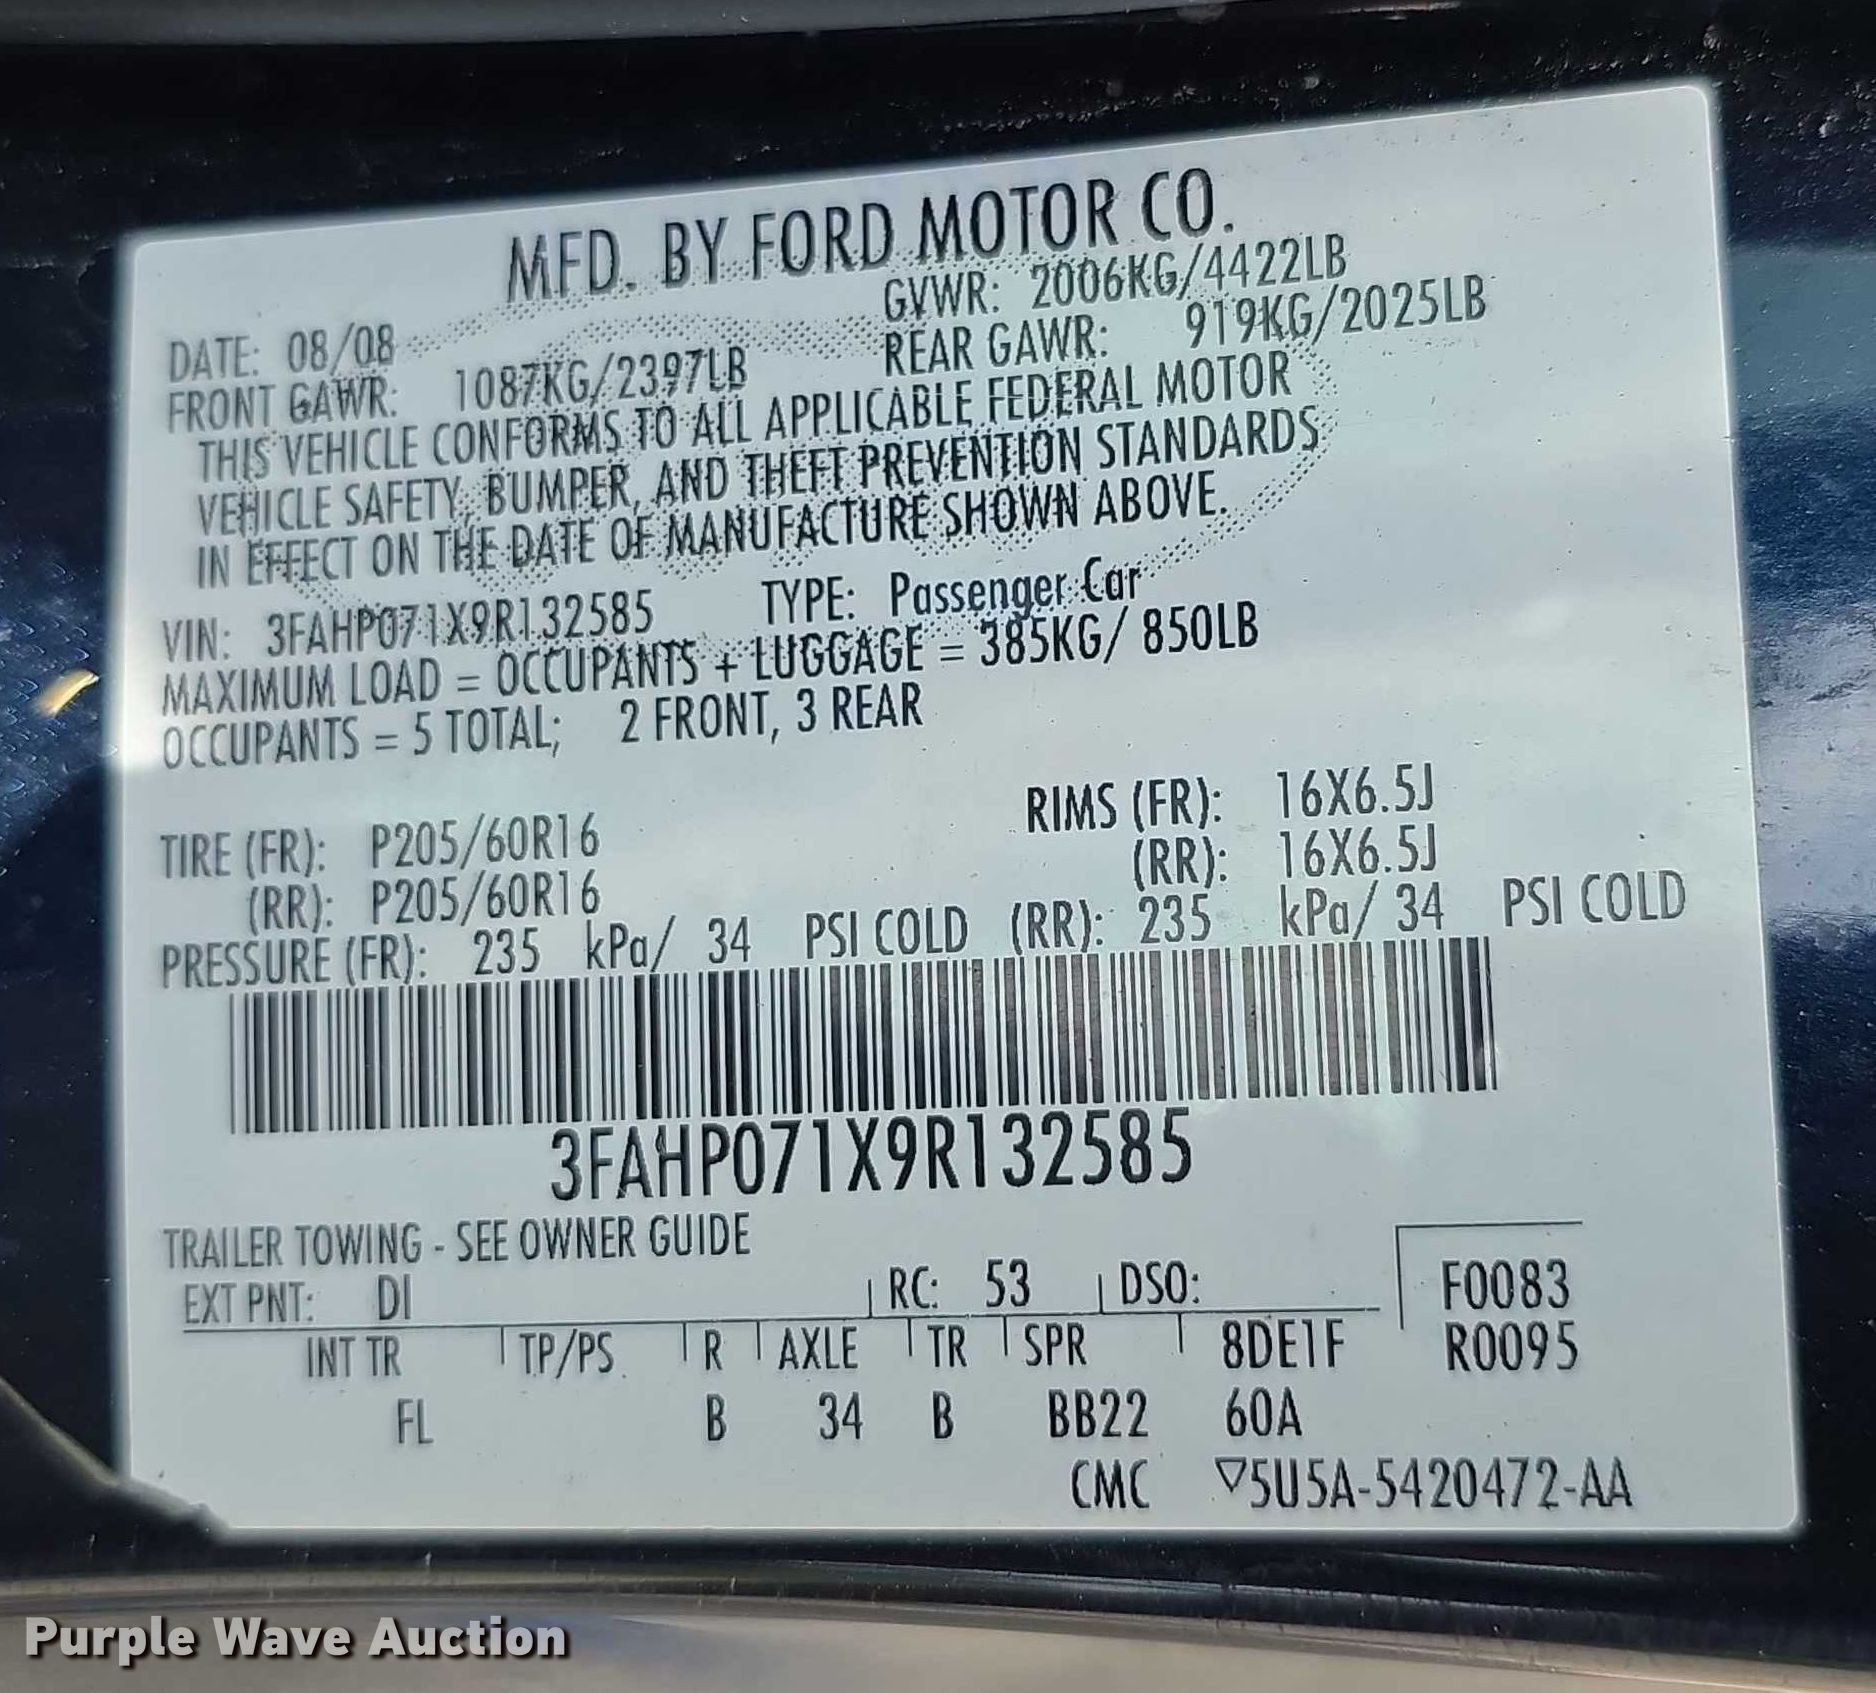 MFD. BY FORD MOTOR CO.
DATE: 08/08 GVWR: 2006KG/4422LB
FRONT GAWR: 1087KG/2397LB REAR GAWR: 919KG/2025LB
THIS VEHICLE CONFORMS TO ALL APPLICABLE FEDERAL MOTOR
VEHICLE SAFETY, BUMPER, AND THEFT PREVENTION STANDARDS
IN EFFECT ON THE DATE OF MANUFACTURE SHOWN ABOVE.
VIN: 3FAHP071X9R132585 TYPE: Passenger Car
MAXIMUM LOAD = OCCUPANTS + LUGGAGE = 385KG/ 850LB
OCCUPANTS = 5 TOTAL; 2 FRONT, 3 REAR
TIRE (FR): P205/60R16 RIMS (FR): 16X6.5J
(RR): P205/60R16 (RR): 16X6.5J
PRESSURE (FR): 235 kPa/ 34 PSI COLD (RR): 235 kPa/ 34 PSI COLD
3FAHP071X9R132585
TRAILER TOWING - SEE OWNER GUIDE
EXT PNT: DI RC: 53 DSO: F0083
INT TR TP/PS R AXLE TR SPR 8DE1F R0095
FL B 34 B BB22 60A
CMC ▽5U5A-5420472-AA
Purple Wave Auction